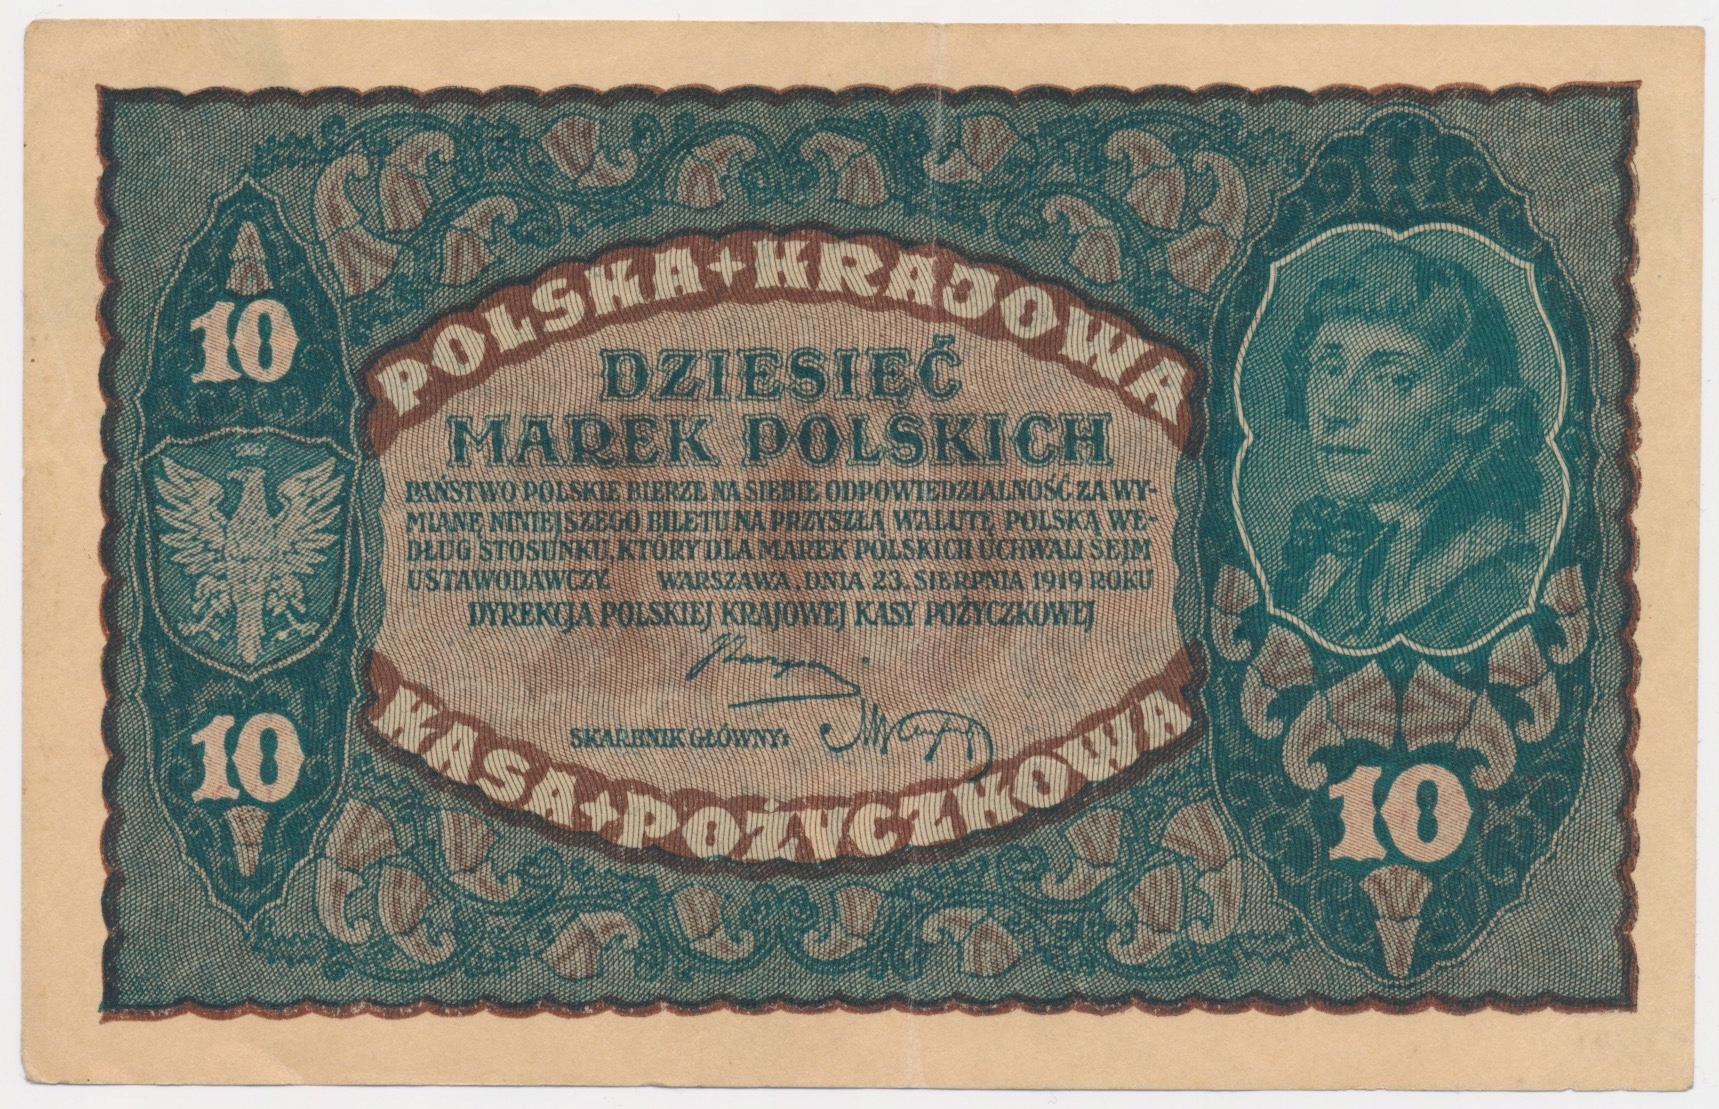 POLSKA + KRAJOWA
10
DZIESIĘĆ
MAREK POLSKICH
PAŃSTWO POLSKIE BIERZE NA SIEBIE ODPOWIEDZIALNOŚĆ ZA WY-
MIANĘ NINIEJSZEGO BILETU NA PRZYSZŁĄ WALUTĘ POLSKĄ WE-
DŁUG STOSUNKU, KTÓRY DLA MAREK POLSKICH UCHWALI SEJM
USTAWODAWCZY. WARSZAWA, DNIA 23. SIERPNIA 1919 ROKU
DYREKCJA POLSKIEJ KRAJOWEJ KASY POŻYCZKOWEJ
SKARBNIK GŁÓWNY:
10
KASA + POŻYCZKOWA
10